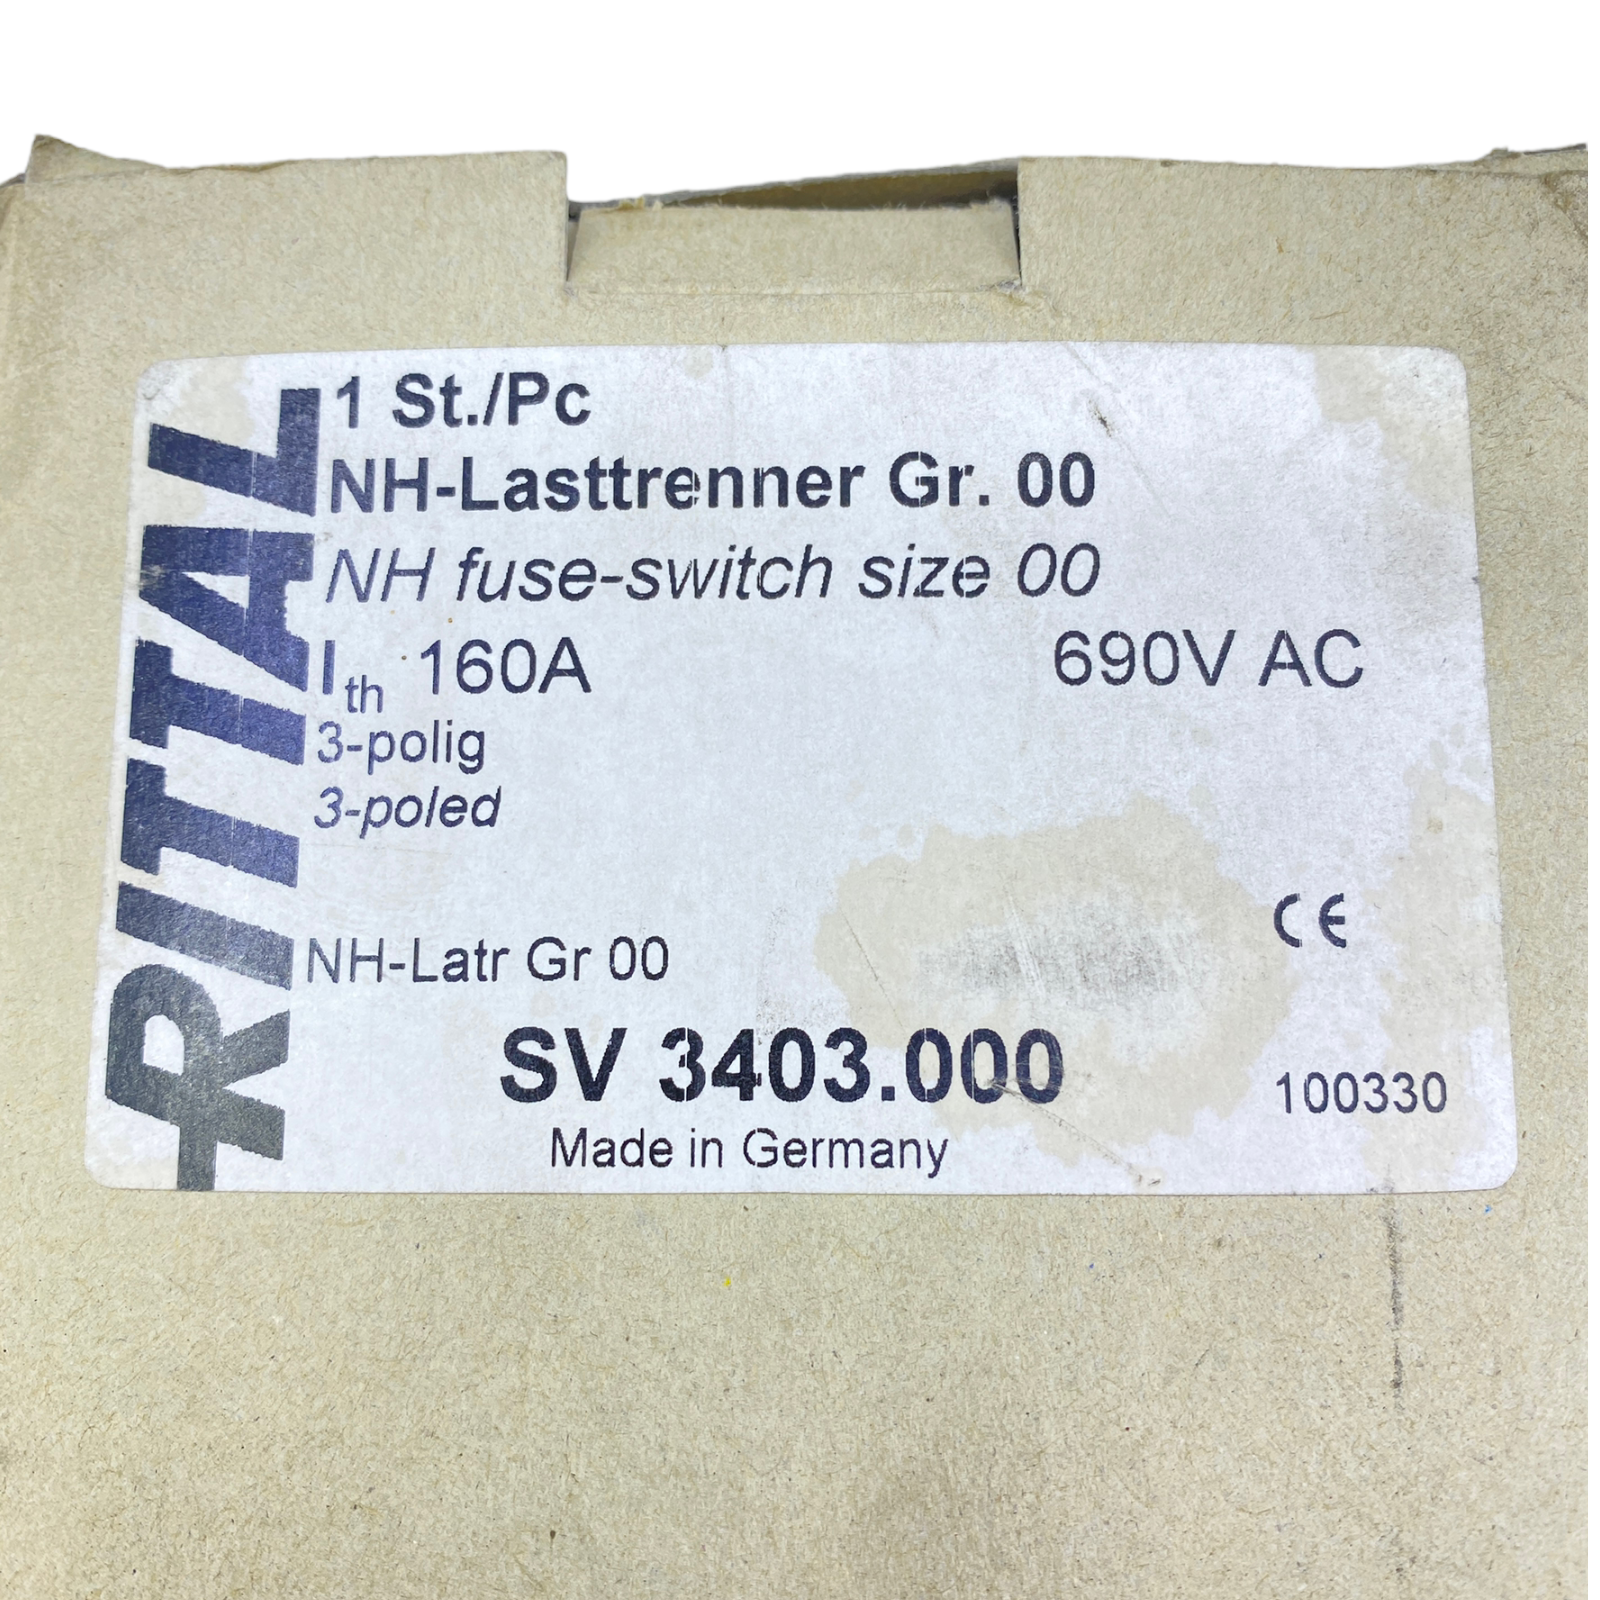 RITTAL
1 St./Pc
NH-Lasttrenner Gr. 00
NH fuse-switch size 00
Ith 160A 690V AC
3-polig
3-poled
CE
NH-Latr Gr 00
SV 3403.000
100330
Made in Germany